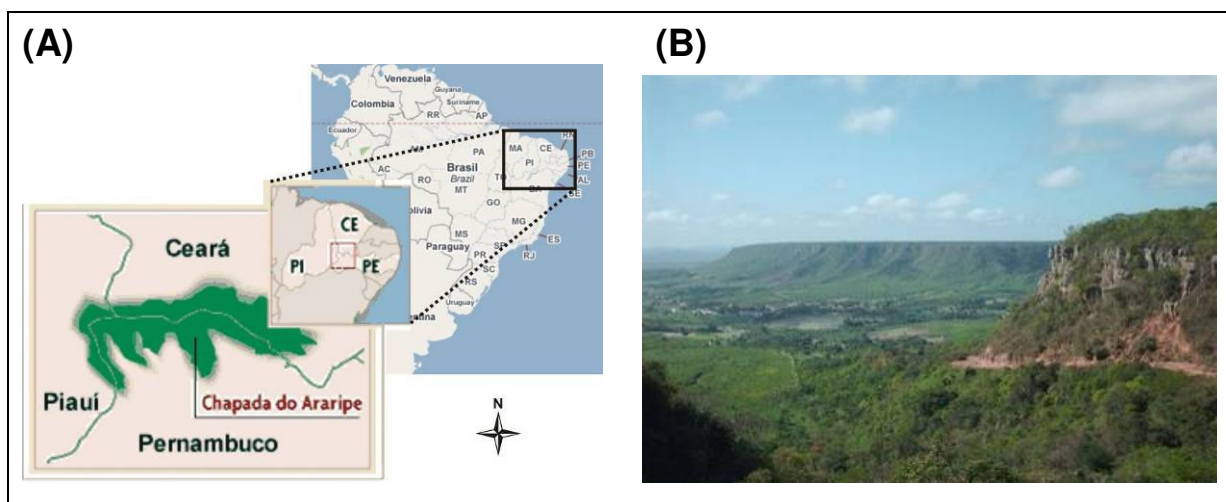 (A)
(B)
Venezuela
Guyana
Suriname
Colombia
RR
AP
Ecuador
PA
MA
CE
RN
PB
PE
PI
AL
SE
AC
RO
Brasil
Brazil
MT
TO
BA
GO
MG
ES
MS
SP
RJ
Paraguay
PR
SC
RS
Uruguay
CE
PI
PE
Ceará
Piauí
Chapada do Araripe
Pernambuco
N